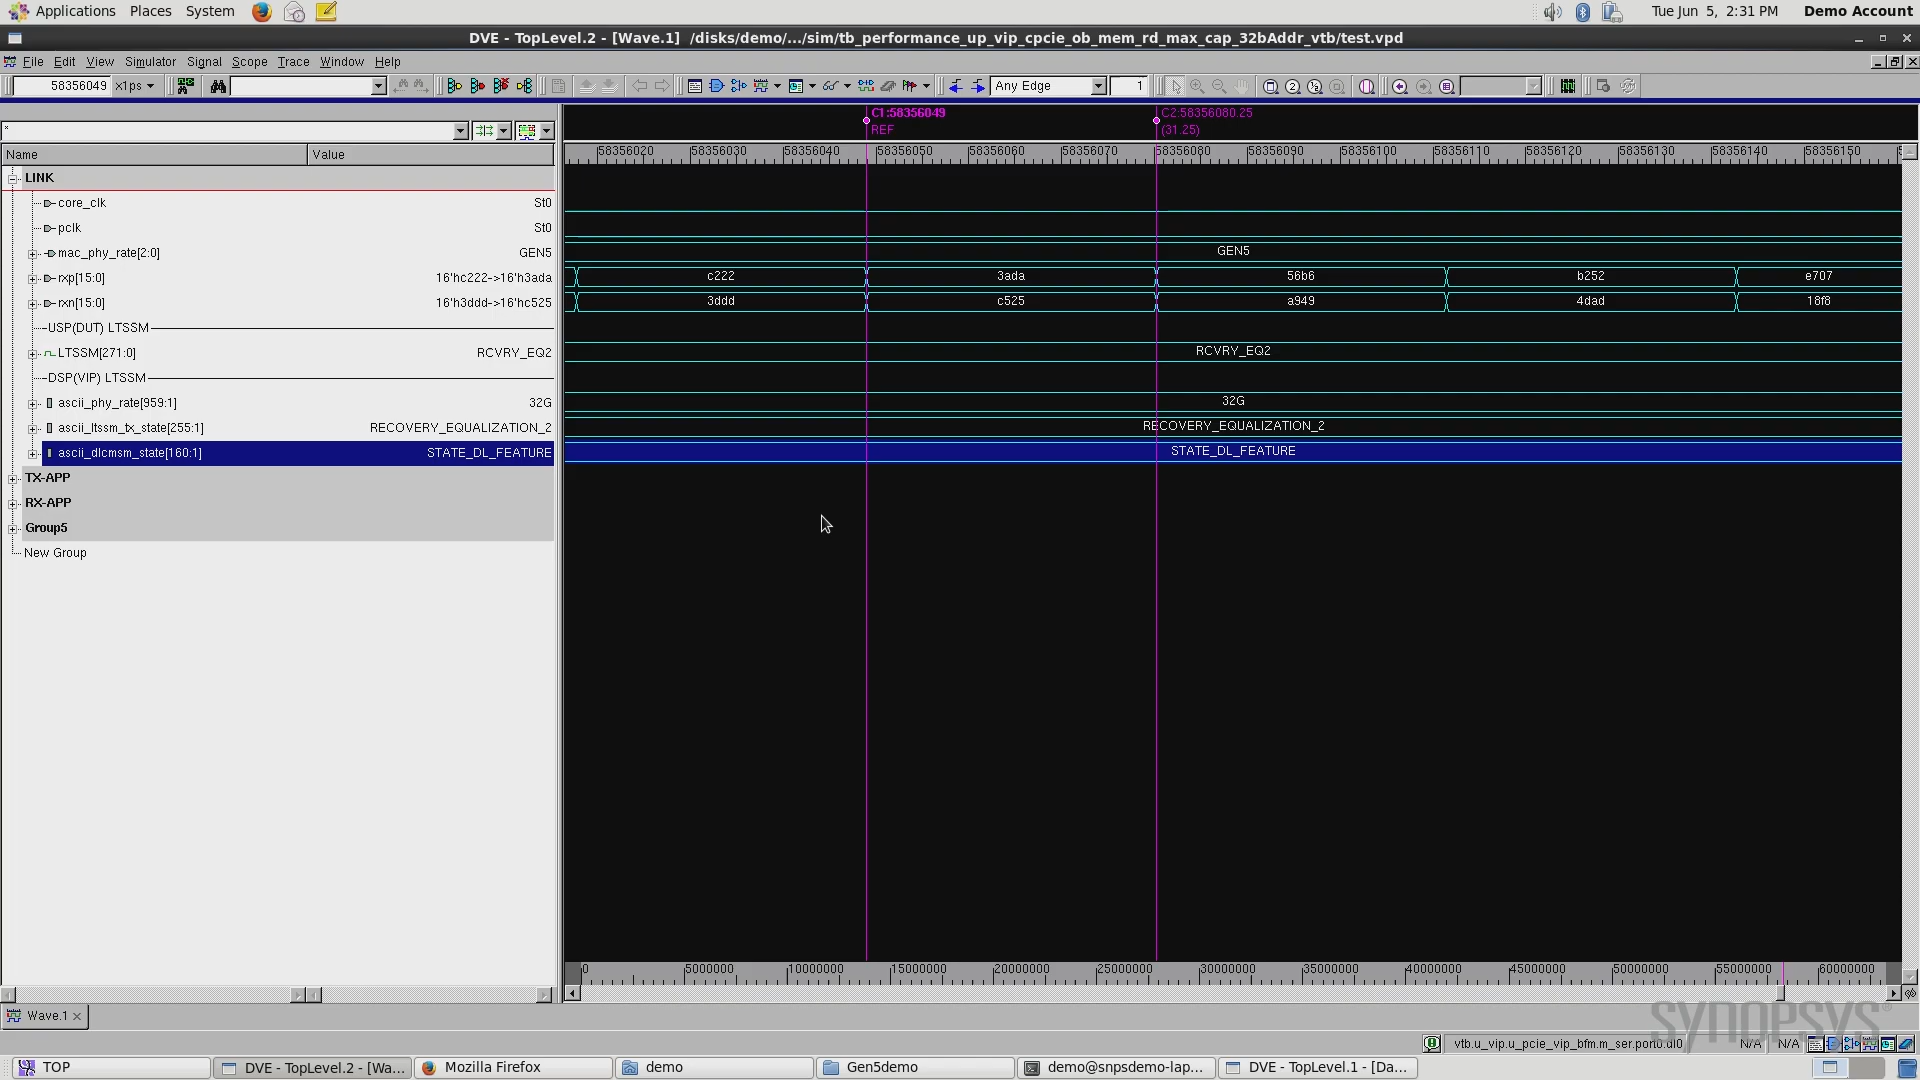 Applications Places System Tue Jun 5, 2:31 PM Demo Account
DVE - TopLevel.2 - [Wave.1] /disks/demo/.../sim/tb_performance_up_vip_cpcie_ob_mem_rd_max_cap_32bAddr_vtb/test.vpd
File Edit View Simulator Signal Scope Trace Window Help
58356049 x1ps Any Edge 1
C1:58356049 C2:58356080.25
REF (31.25)
*
Name Value
58356020 58356030 58356040 58356050 58356060 58356070 58356080 58356090 58356100 58356110 58356120 58356130 58356140 58356150
LINK
core_clk St0
pclk St0
mac_phy_rate[2:0] GEN5 GEN5
rxp[15:0] 16'hc222->16'h3ada c222 3ada 56b6 b252 e707
rxn[15:0] 16'h3ddd->16'hc525 3ddd c525 a949 4dad 18f8
USP(DUT) LTSSM
LTSSM[271:0] RCVRY_EQ2 RCVRY_EQ2
DSP(VIP) LTSSM
ascii_phy_rate[959:1] 32G 32G
ascii_ltssm_tx_state[255:1] RECOVERY_EQUALIZATION_2 RECOVERY_EQUALIZATION_2
ascii_dlcmsm_state[160:1] STATE_DL_FEATURE STATE_DL_FEATURE
TX-APP
RX-APP
Group5
New Group
0 5000000 10000000 15000000 20000000 25000000 30000000 35000000 40000000 45000000 50000000 55000000 60000000
Wave.1
SYNOPSYS
vtb.u_vip.u_pcie_vip_bfm.m_ser.port0.dl0 N/A N/A
TOP DVE - TopLevel.2 - [Wa... Mozilla Firefox demo Gen5demo demo@snpsdemo-lap... DVE - TopLevel.1 - [Da...